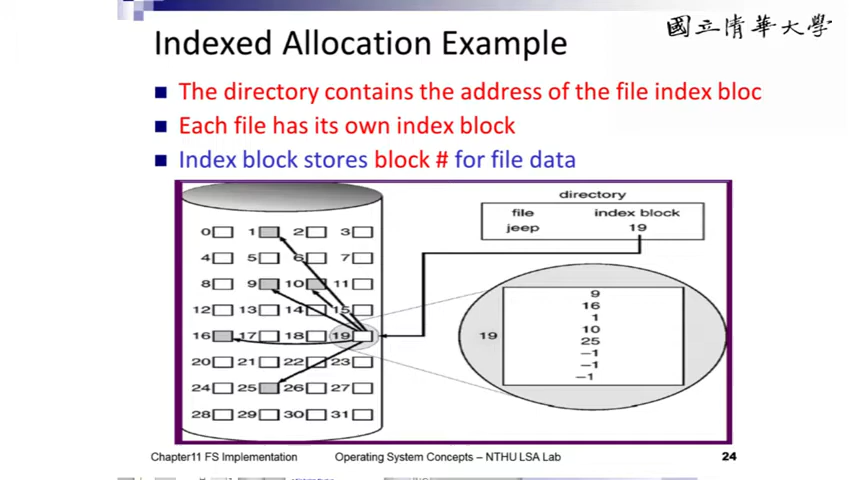 國立清華大學
Indexed Allocation Example
The directory contains the address of the file index bloc
Each file has its own index block
Index block stores block # for file data
directory
file index block
jeep 19
0 1 2 3
4 5 6 7
8 9 10 11
12 13 14 15
16 17 18 19
20 21 22 23
24 25 26 27
28 29 30 31
19
9
16
1
10
25
-1
-1
-1
Chapter11 FS Implementation Operating System Concepts – NTHU LSA Lab 24